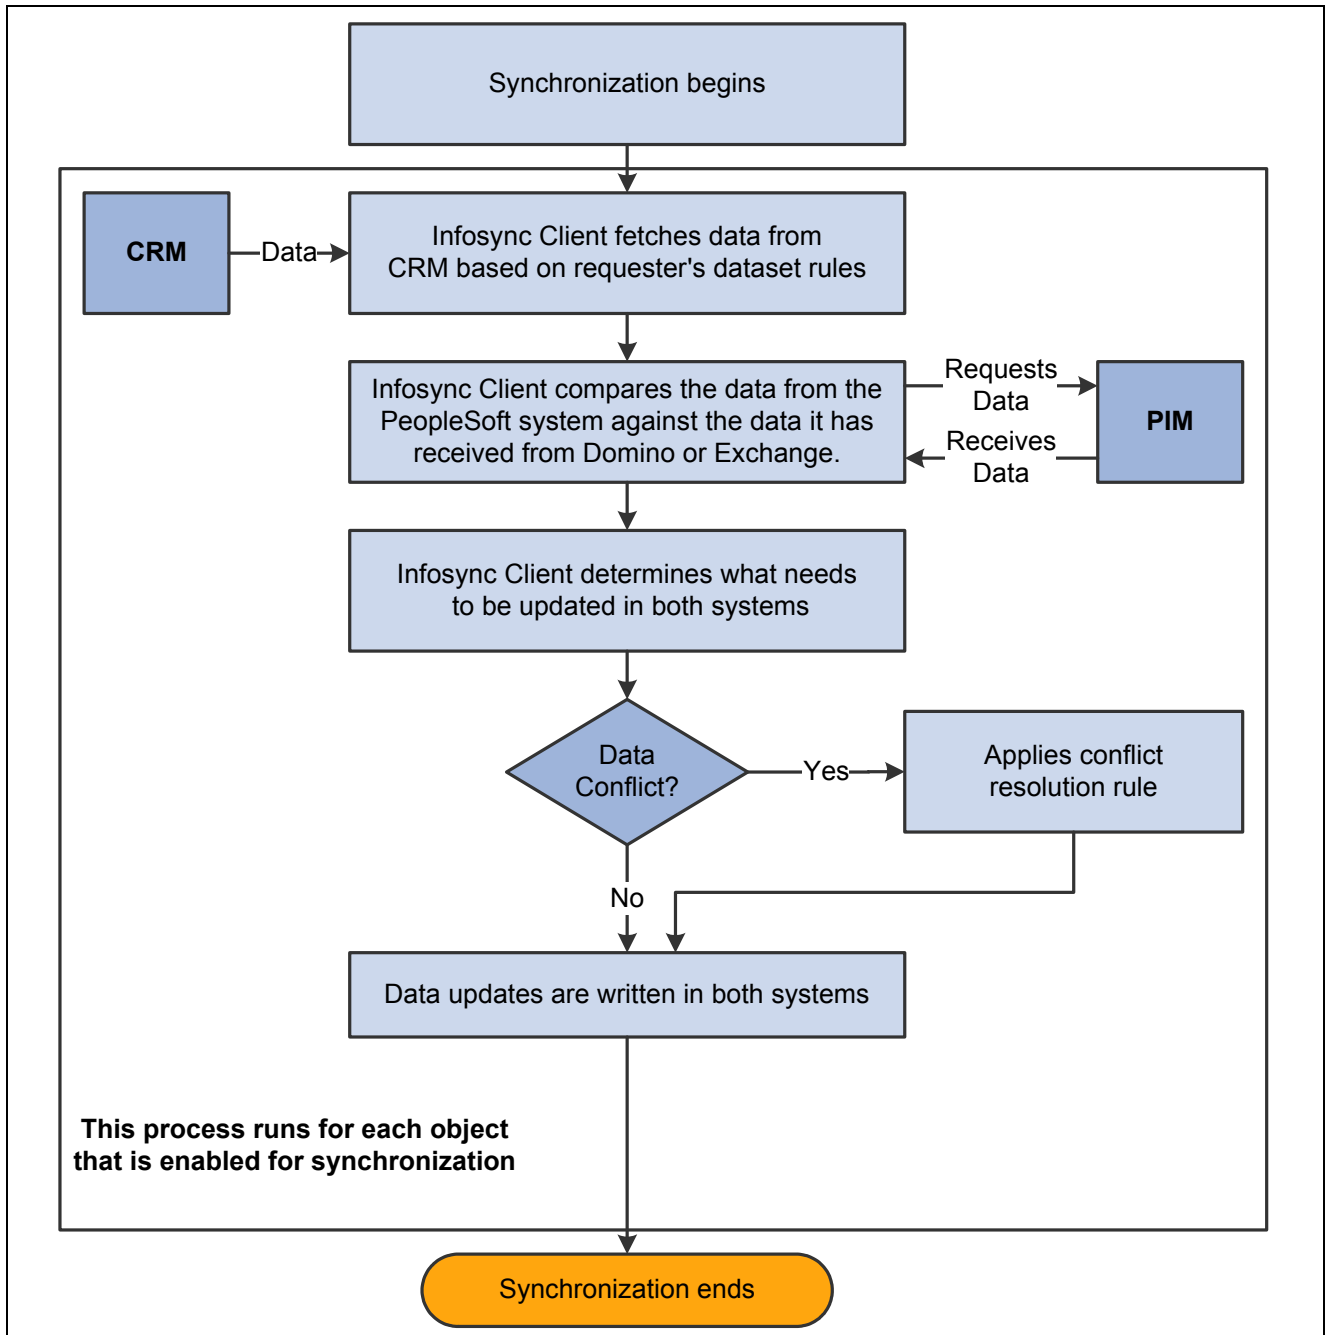 Synchronization begins
CRM
Data
Infosync Client fetches data from
CRM based on requester's dataset rules
Infosync Client compares the data from the
PeopleSoft system against the data it has
received from Domino or Exchange.
Requests
Data
Receives
Data
PIM
Infosync Client determines what needs
to be updated in both systems
Data
Conflict?
Yes
Applies conflict
resolution rule
No
Data updates are written in both systems
This process runs for each object
that is enabled for synchronization
Synchronization ends